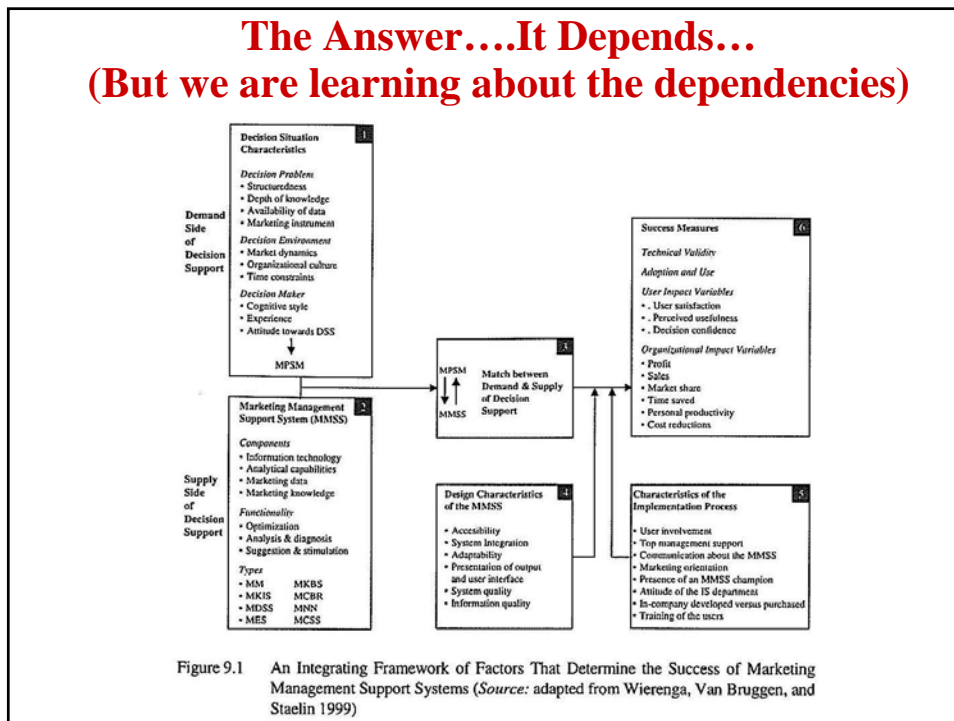 The Answer….It Depends…
(But we are learning about the dependencies)
Demand
Side
of
Decision
Support
1
Decision Situation
Characteristics
Decision Problem
• Structuredness
• Depth of knowledge
• Availability of data
• Marketing instrument
Decision Environment
• Market dynamics
• Organizational culture
• Time constraints
Decision Maker
• Cognitive style
• Experience
• Attitude towards DSS
MPSM
Supply
Side
of
Decision
Support
2
Marketing Management
Support System (MMSS)
Components
• Information technology
• Analytical capabilities
• Marketing data
• Marketing knowledge
Functionality
• Optimization
• Analysis & diagnosis
• Suggestion & stimulation
Types
• MM MKBS
• MKIS MCBR
• MDSS MNN
• MES MCSS
3
MPSM
MMSS
Match between
Demand & Supply
of Decision
Support
4
Design Characteristics
of the MMSS
• Accesibility
• System Integration
• Adaptability
• Presentation of output
and user interface
• System quality
• Information quality
5
Characteristics of the
Implementation Process
• User involvement
• Top management support
• Communication about the MMSS
• Marketing orientation
• Presence of an MMSS champion
• Attitude of the IS department
• In-company developed versus purchased
• Training of the users
6
Success Measures
Technical Validity
Adoption and Use
User Impact Variables
• . User satisfaction
• . Perceived usefulness
• . Decision confidence
Organizational Impact Variables
• Profit
• Sales
• Market share
• Time saved
• Personal productivity
• Cost reductions
Figure 9.1 An Integrating Framework of Factors That Determine the Success of Marketing
Management Support Systems (Source: adapted from Wierenga, Van Bruggen, and
Staelin 1999)